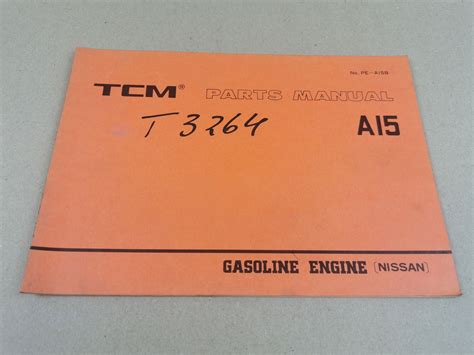 No. PE-A15B
TCM® PARTS MANUAL
T 3264 A15
GASOLINE ENGINE (NISSAN)